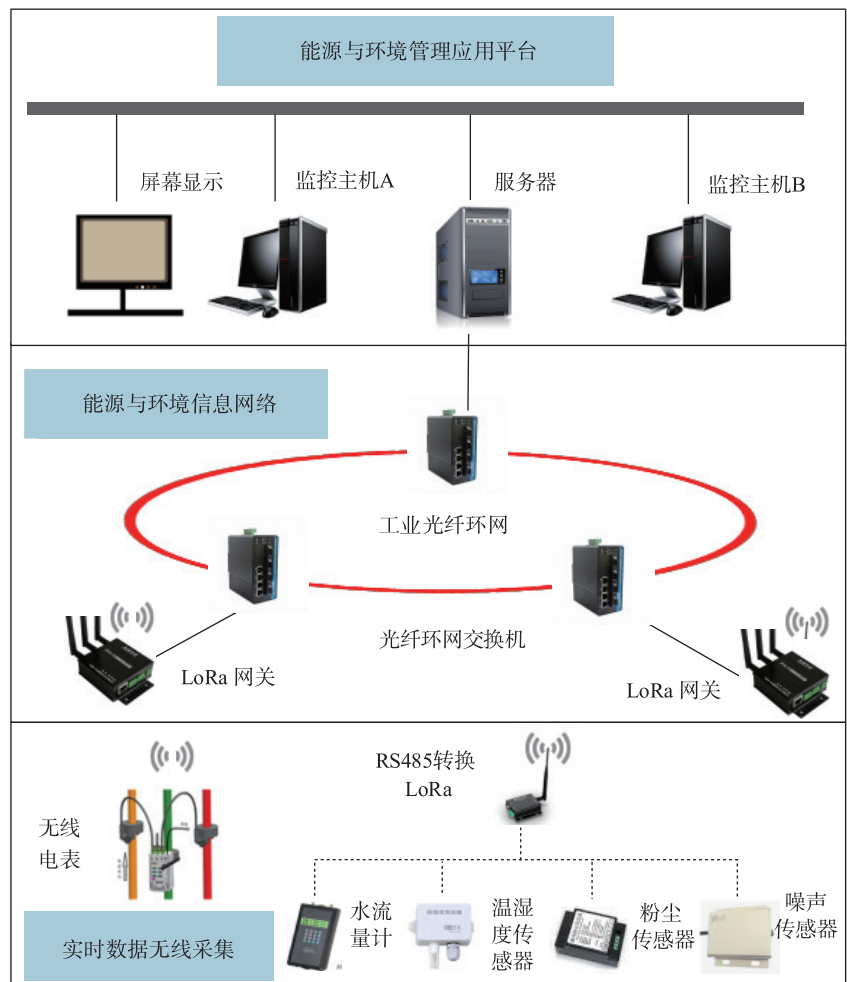 能源与环境管理应用平台
屏幕显示
监控主机A
服务器
监控主机B
能源与环境信息网络
工业光纤环网
光纤环网交换机
LoRa 网关
LoRa 网关
RS485转换
LoRa
无线
电表
水流
量计
温湿
度传
感器
粉尘
传感器
噪声
传感器
实时数据无线采集